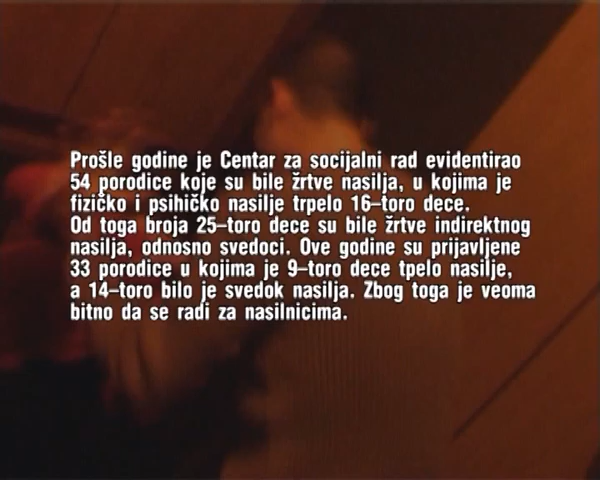 Prošle godine je Centar za socijalni rad evidentirao
54 porodice koje su bile žrtve nasilja, u kojima je
fizičko i psihičko nasilje trpelo 16–toro dece.
Od toga broja 25–toro dece su bile žrtve indirektnog
nasilja, odnosno svedoci. Ove godine su prijavljene
33 porodice u kojima je 9–toro dece tpelo nasilje,
a 14–toro bilo je svedok nasilja. Zbog toga je veoma
bitno da se radi za nasilnicima.